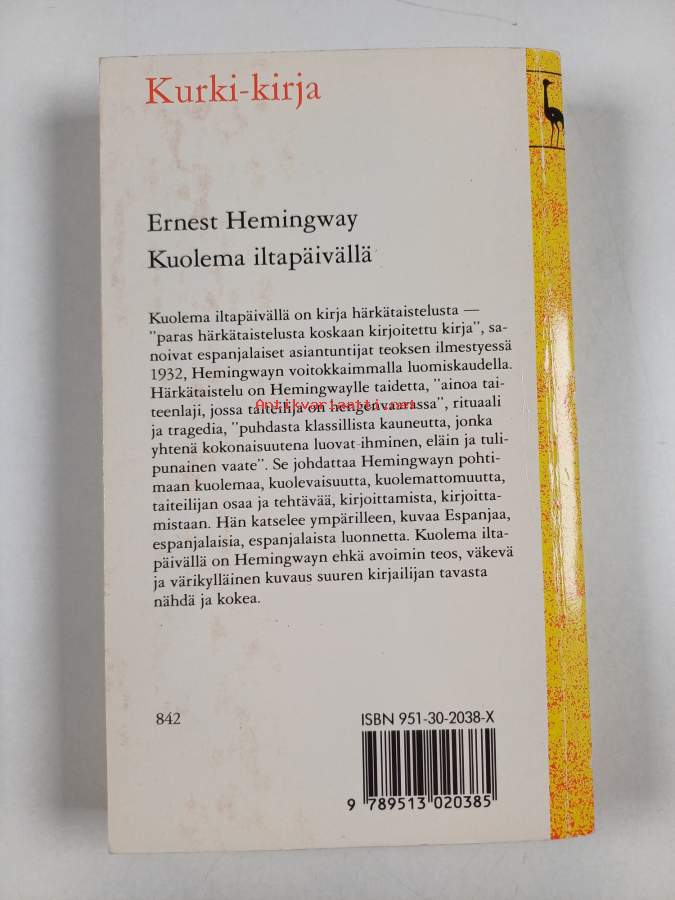 Kurki-kirja
Ernest Hemingway
Kuolema iltapäivällä
Kuolema iltapäivällä on kirja härkätaistelusta —
"paras härkätaistelusta koskaan kirjoitettu kirja", sa-
noivat espanjalaiset asiantuntijat teoksen ilmestyessä
1932, Hemingwayn voitokkaimmalla luomiskaudella.
Härkätaistelu on Hemingwaylle taidetta, "ainoa tai-
teenlaji, jossa taiteilija on hengenvaarassa", rituaali
Antikvariaatti.net
ja tragedia, "puhdasta klassillista kauneutta, jonka
yhtenä kokonaisuutena luovat ihminen, eläin ja tuli-
punainen vaate". Se johdattaa Hemingwayn pohti-
maan kuolemaa, kuolevaisuutta, kuolemattomuutta,
taiteilijan osaa ja tehtävää, kirjoittamista, kirjoitta-
mistaan. Hän katselee ympärilleen, kuvaa Espanjaa,
espanjalaisia, espanjalaista luonnetta. Kuolema ilta-
päivällä on Hemingwayn ehkä avoimin teos, väkevä
ja värikylläinen kuvaus suuren kirjailijan tavasta
nähdä ja kokea.
842
ISBN 951-30-2038-X
9 789513 020385